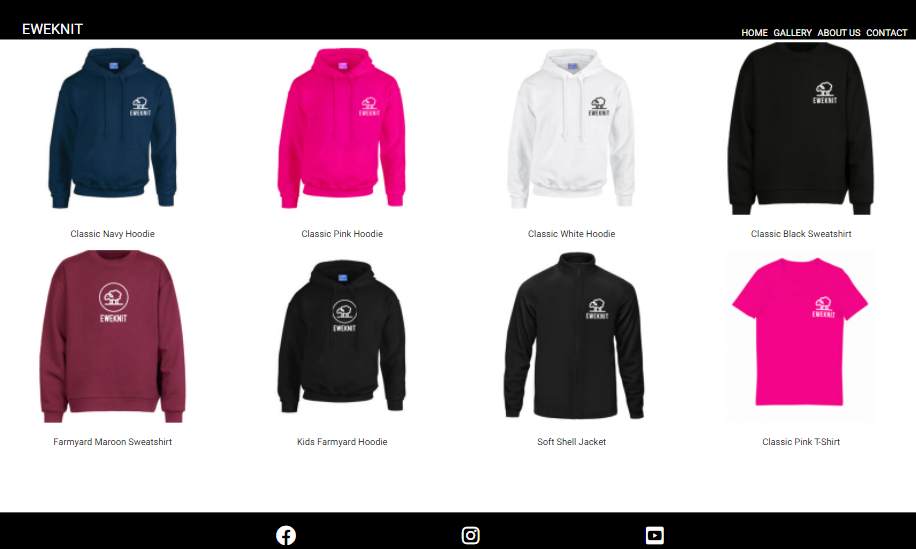 EWEKNIT
HOME GALLERY ABOUT US CONTACT
EWEKNIT
EWEKNIT
EWEKNIT
EWEKNIT
Classic Navy Hoodie
Classic Pink Hoodie
Classic White Hoodie
Classic Black Sweatshirt
EWEKNIT
EWEKNIT
EWEKNIT
EWEKNIT
Farmyard Maroon Sweatshirt
Kids Farmyard Hoodie
Soft Shell Jacket
Classic Pink T-Shirt